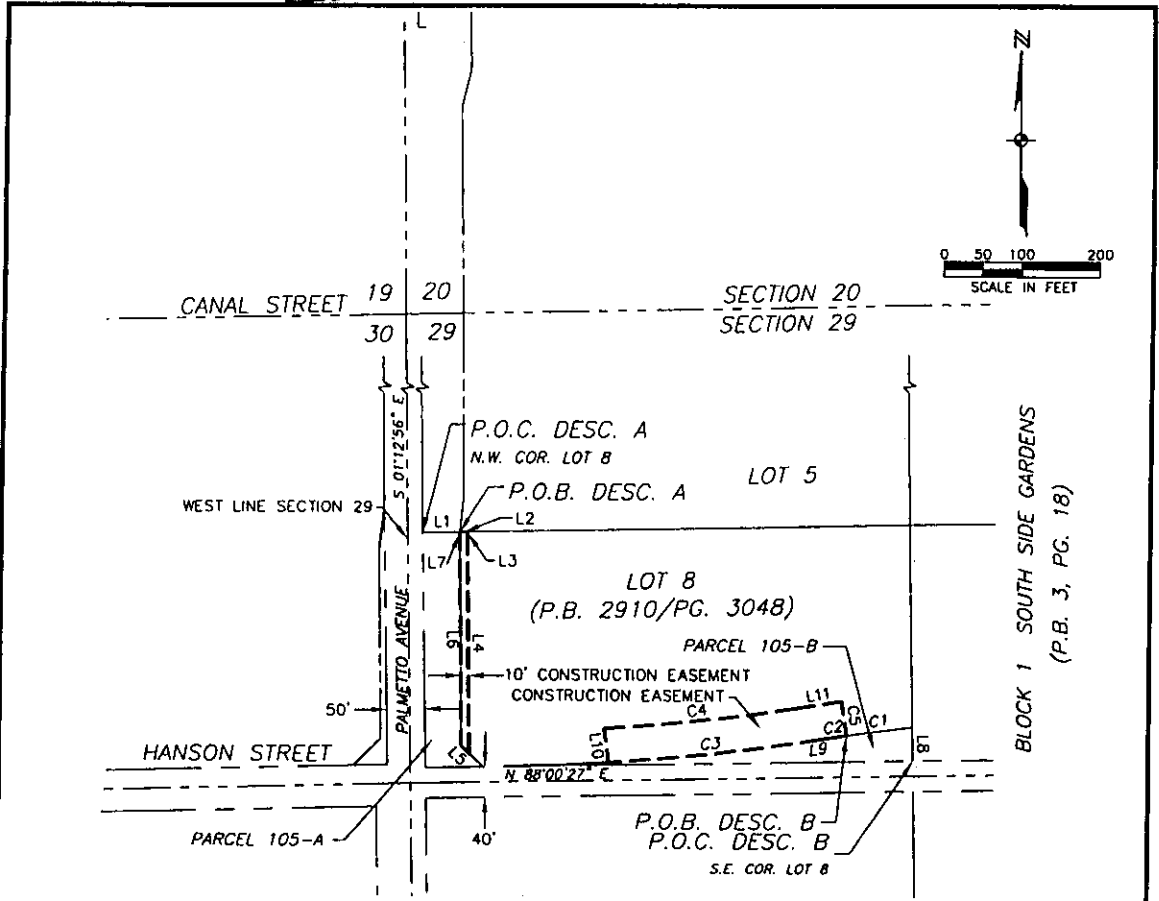 L
N
0 50 100 200
SCALE IN FEET
CANAL STREET
19 20
30 29
SECTION 20
SECTION 29
S 01°12'56" E
P.O.C. DESC. A
N.W. COR. LOT 8
P.O.B. DESC. A
LOT 5
WEST LINE SECTION 29
L1
L2
L7
L3
LOT 8
(P.B. 2910/PG. 3048)
PALMETTO AVENUE
L6
L4
PARCEL 105-B
10' CONSTRUCTION EASEMENT
CONSTRUCTION EASEMENT
L11
C4
C5
C1
C2
50'
L10
C3
L9
L8
L5
HANSON STREET
N 88°00'27" E
PARCEL 105-A
40'
P.O.B. DESC. B
P.O.C. DESC. B
S.E. COR. LOT 8
BLOCK 1 SOUTH SIDE GARDENS
(P.B. 3, PG. 18)